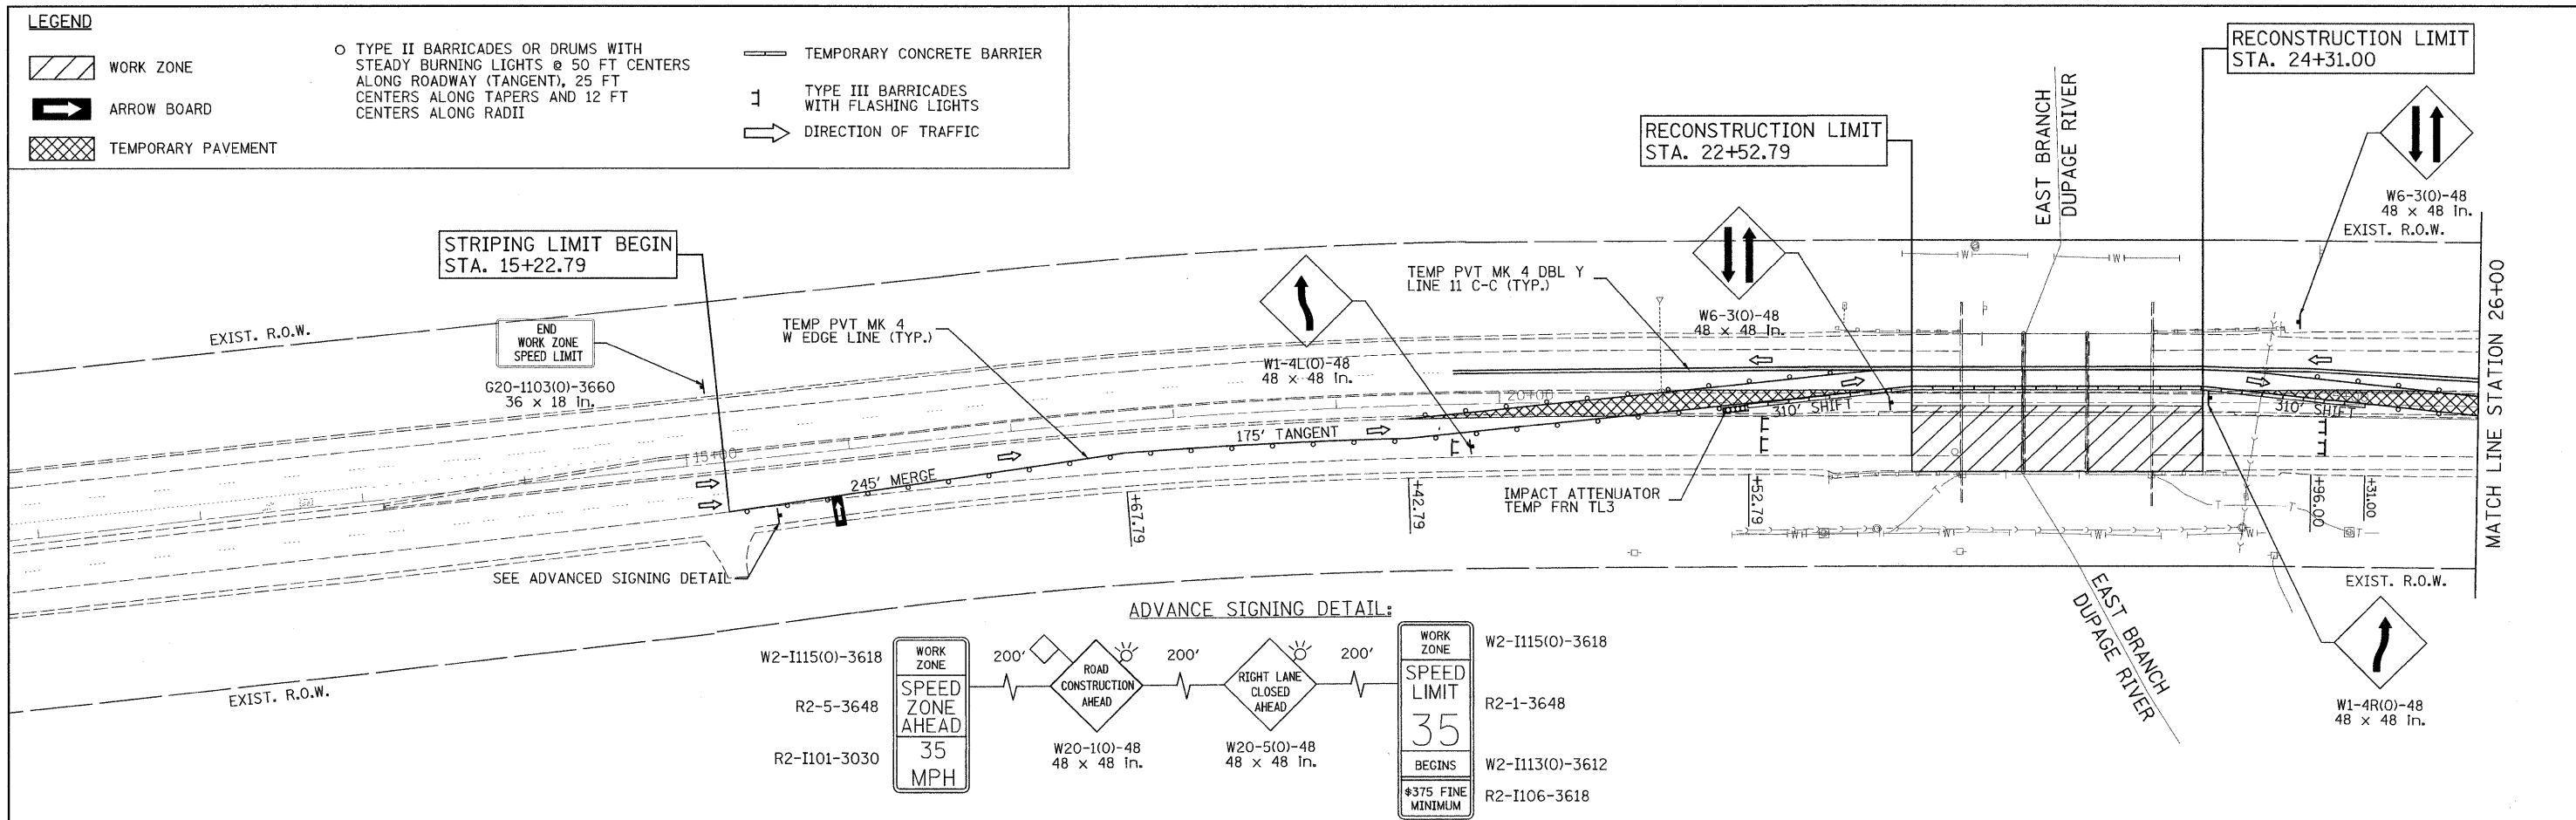 LEGEND
WORK ZONE
ARROW BOARD
TEMPORARY PAVEMENT
TYPE II BARRICADES OR DRUMS WITH
STEADY BURNING LIGHTS @ 50 FT CENTERS
ALONG ROADWAY (TANGENT), 25 FT
CENTERS ALONG TAPERS AND 12 FT
CENTERS ALONG RADII
TEMPORARY CONCRETE BARRIER
TYPE III BARRICADES
WITH FLASHING LIGHTS
DIRECTION OF TRAFFIC
RECONSTRUCTION LIMIT
STA. 24+31.00
RECONSTRUCTION LIMIT
STA. 22+52.79
EAST BRANCH
DUPAGE RIVER
W6-3(O)-48
48 x 48 in.
EXIST. R.O.W.
STRIPING LIMIT BEGIN
STA. 15+22.79
EXIST. R.O.W.
END
WORK ZONE
SPEED LIMIT
G20-1103(O)-3660
36 x 18 in.
TEMP PVT MK 4
W EDGE LINE (TYP.)
W1-4L(O)-48
48 x 48 in.
TEMP PVT MK 4 DBL Y
LINE 11 C-C (TYP.)
W6-3(O)-48
48 x 48 in.
W
W
MATCH LINE STATION 26+00
15+00
20+00
245' MERGE
175' TANGENT
310' SHIFT
310' SHIFT
IMPACT ATTENUATOR
TEMP FRN TL3
+67.79
+42.79
+52.79
+96.00
+31.00
T
T
T
T
W
W
W
W
SEE ADVANCED SIGNING DETAIL
EXIST. R.O.W.
EXIST. R.O.W.
EAST BRANCH
DUPAGE RIVER
W1-4R(O)-48
48 x 48 in.
ADVANCE SIGNING DETAIL:
W2-I115(O)-3618
R2-5-3648
R2-I101-3030
WORK
ZONE
SPEED
ZONE
AHEAD
35
MPH
200'
ROAD
CONSTRUCTION
AHEAD
W20-1(O)-48
48 x 48 in.
200'
RIGHT LANE
CLOSED
AHEAD
W20-5(O)-48
48 x 48 in.
200'
WORK
ZONE
SPEED
LIMIT
35
BEGINS
$375 FINE
MINIMUM
W2-I115(O)-3618
R2-1-3648
W2-I113(O)-3612
R2-I106-3618